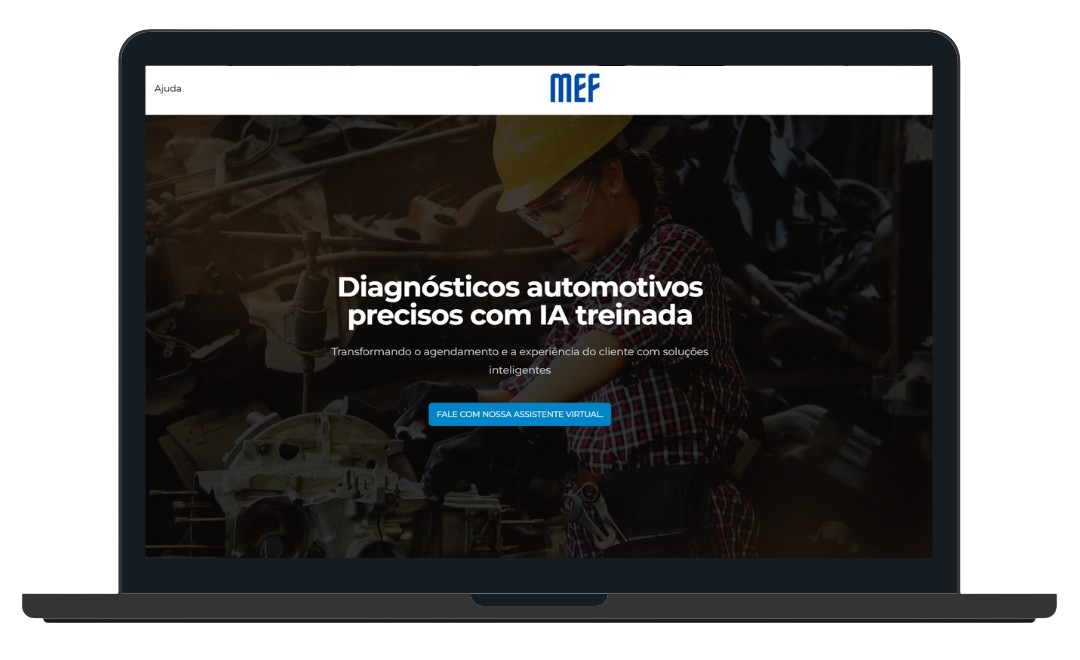 Ajuda
MEF
Diagnósticos automotivos
precisos com IA treinada
Transformando o agendamento e a experiência do cliente com soluções
inteligentes
FALE COM NOSSA ASSISTENTE VIRTUAL.